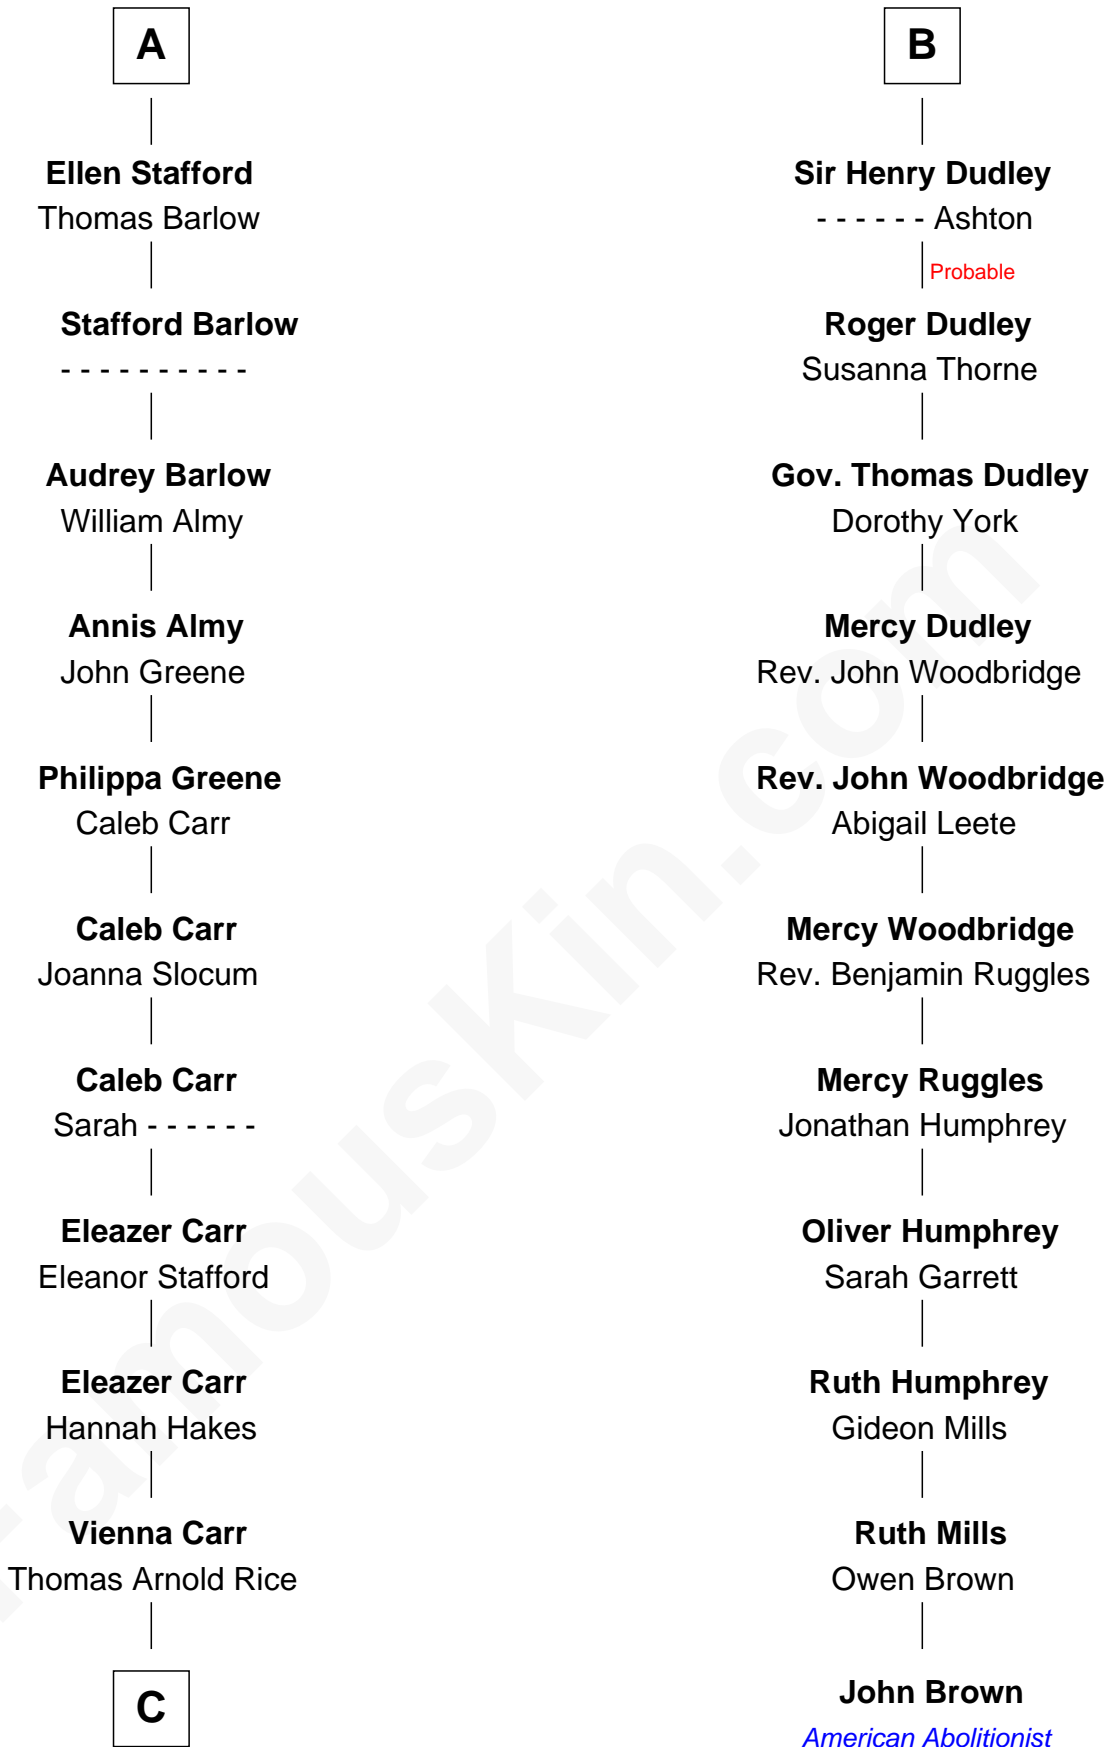 A
Ellen Stafford
Thomas Barlow
Stafford Barlow
- - - - - - - - - -
Audrey Barlow
William Almy
Annis Almy
John Greene
Philippa Greene
Caleb Carr
Caleb Carr
Joanna Slocum
Caleb Carr
Sarah - - - - - -
Eleazer Carr
Eleanor Stafford
Eleazer Carr
Hannah Hakes
Vienna Carr
Thomas Arnold Rice
C
B
Sir Henry Dudley
- - - - - - Ashton
Probable
Roger Dudley
Susanna Thorne
Gov. Thomas Dudley
Dorothy York
Mercy Dudley
Rev. John Woodbridge
Rev. John Woodbridge
Abigail Leete
Mercy Woodbridge
Rev. Benjamin Ruggles
Mercy Ruggles
Jonathan Humphrey
Oliver Humphrey
Sarah Garrett
Ruth Humphrey
Gideon Mills
Ruth Mills
Owen Brown
John Brown
American Abolitionist
FamousKin.com